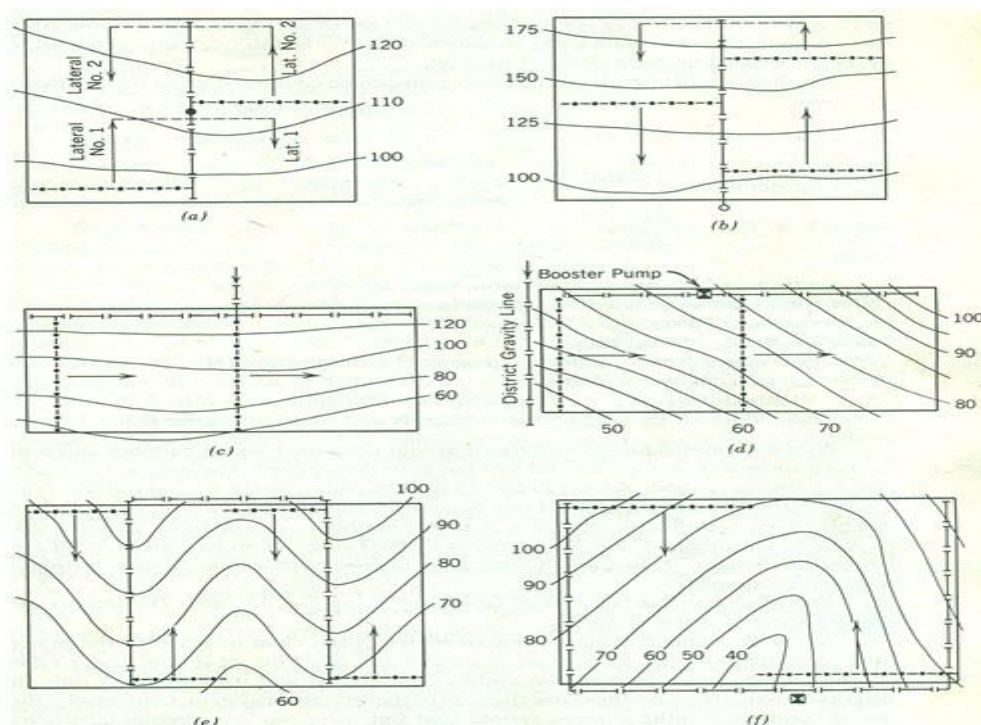 Lateral
No. 2
Lat. No. 2
120
110
Lateral
No. 1
Lat. 1
100
(a)
175
150
125
100
(b)
120
100
80
60
(c)
Booster Pump
District Gravity Line
100
90
80
50
60
70
(d)
100
90
80
70
60
(e)
100
90
80
70
60
50
40
(f)